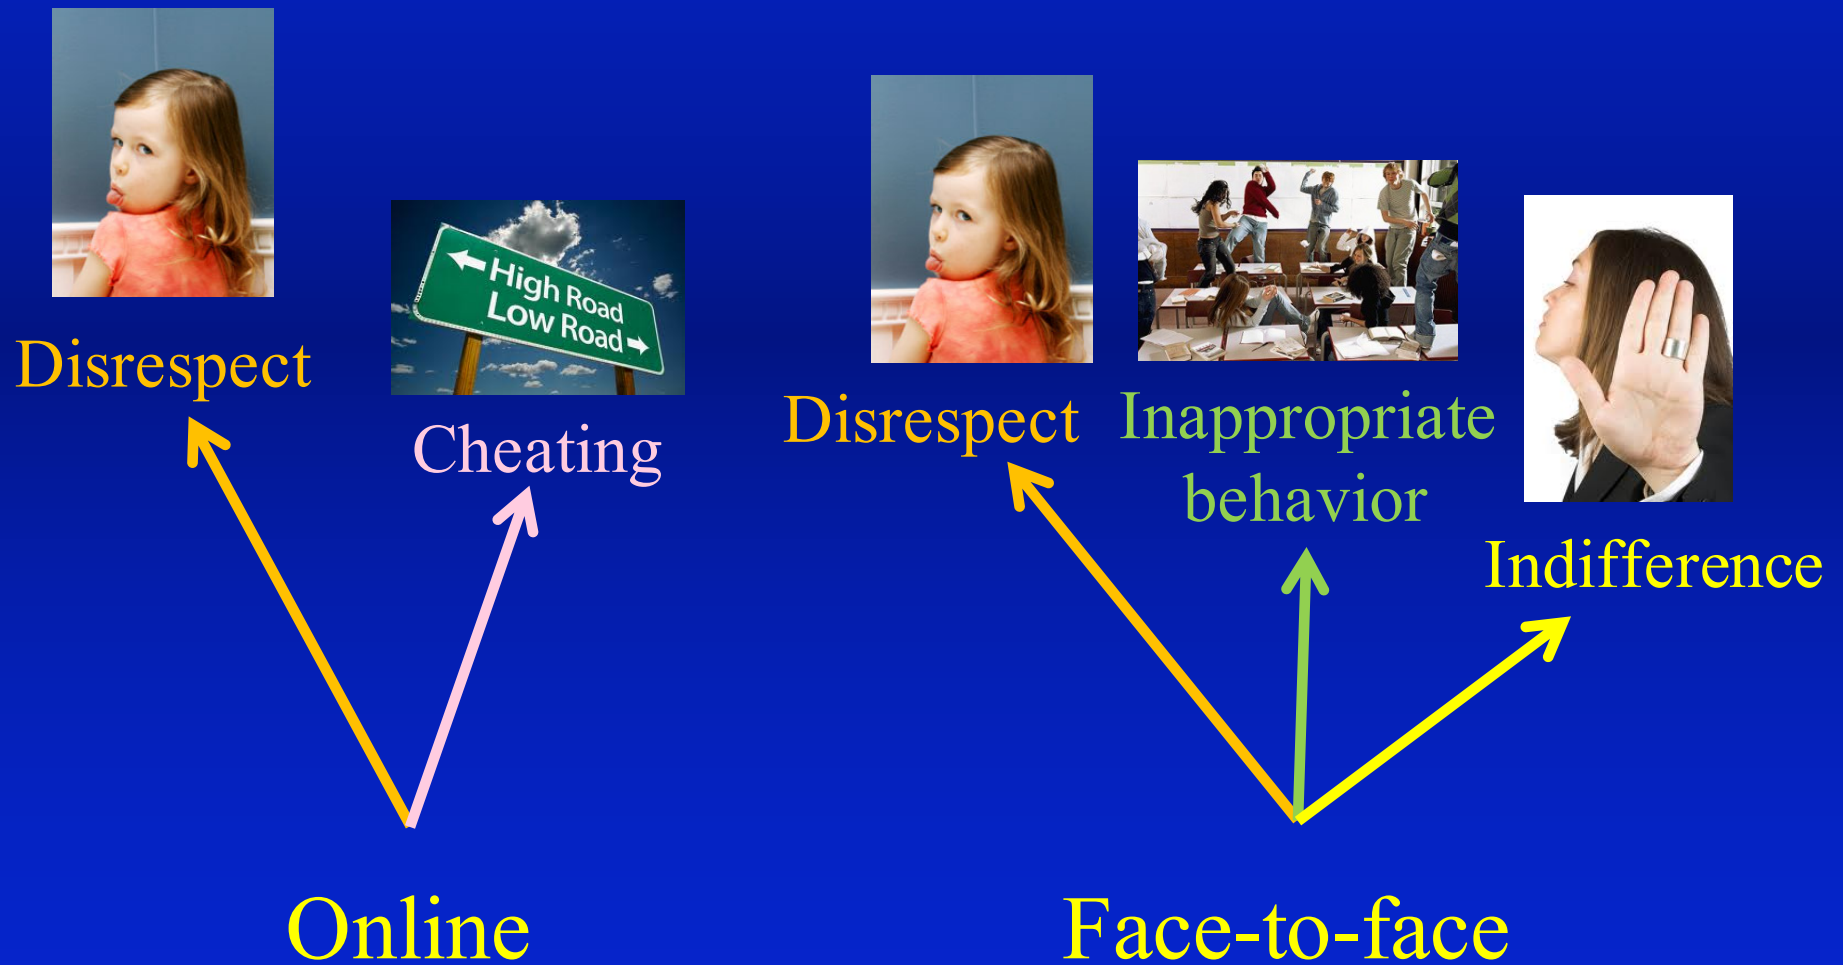 High Road
Low Road
Disrespect
Cheating
Online
Disrespect
Inappropriate
behavior
Indifference
Face-to-face